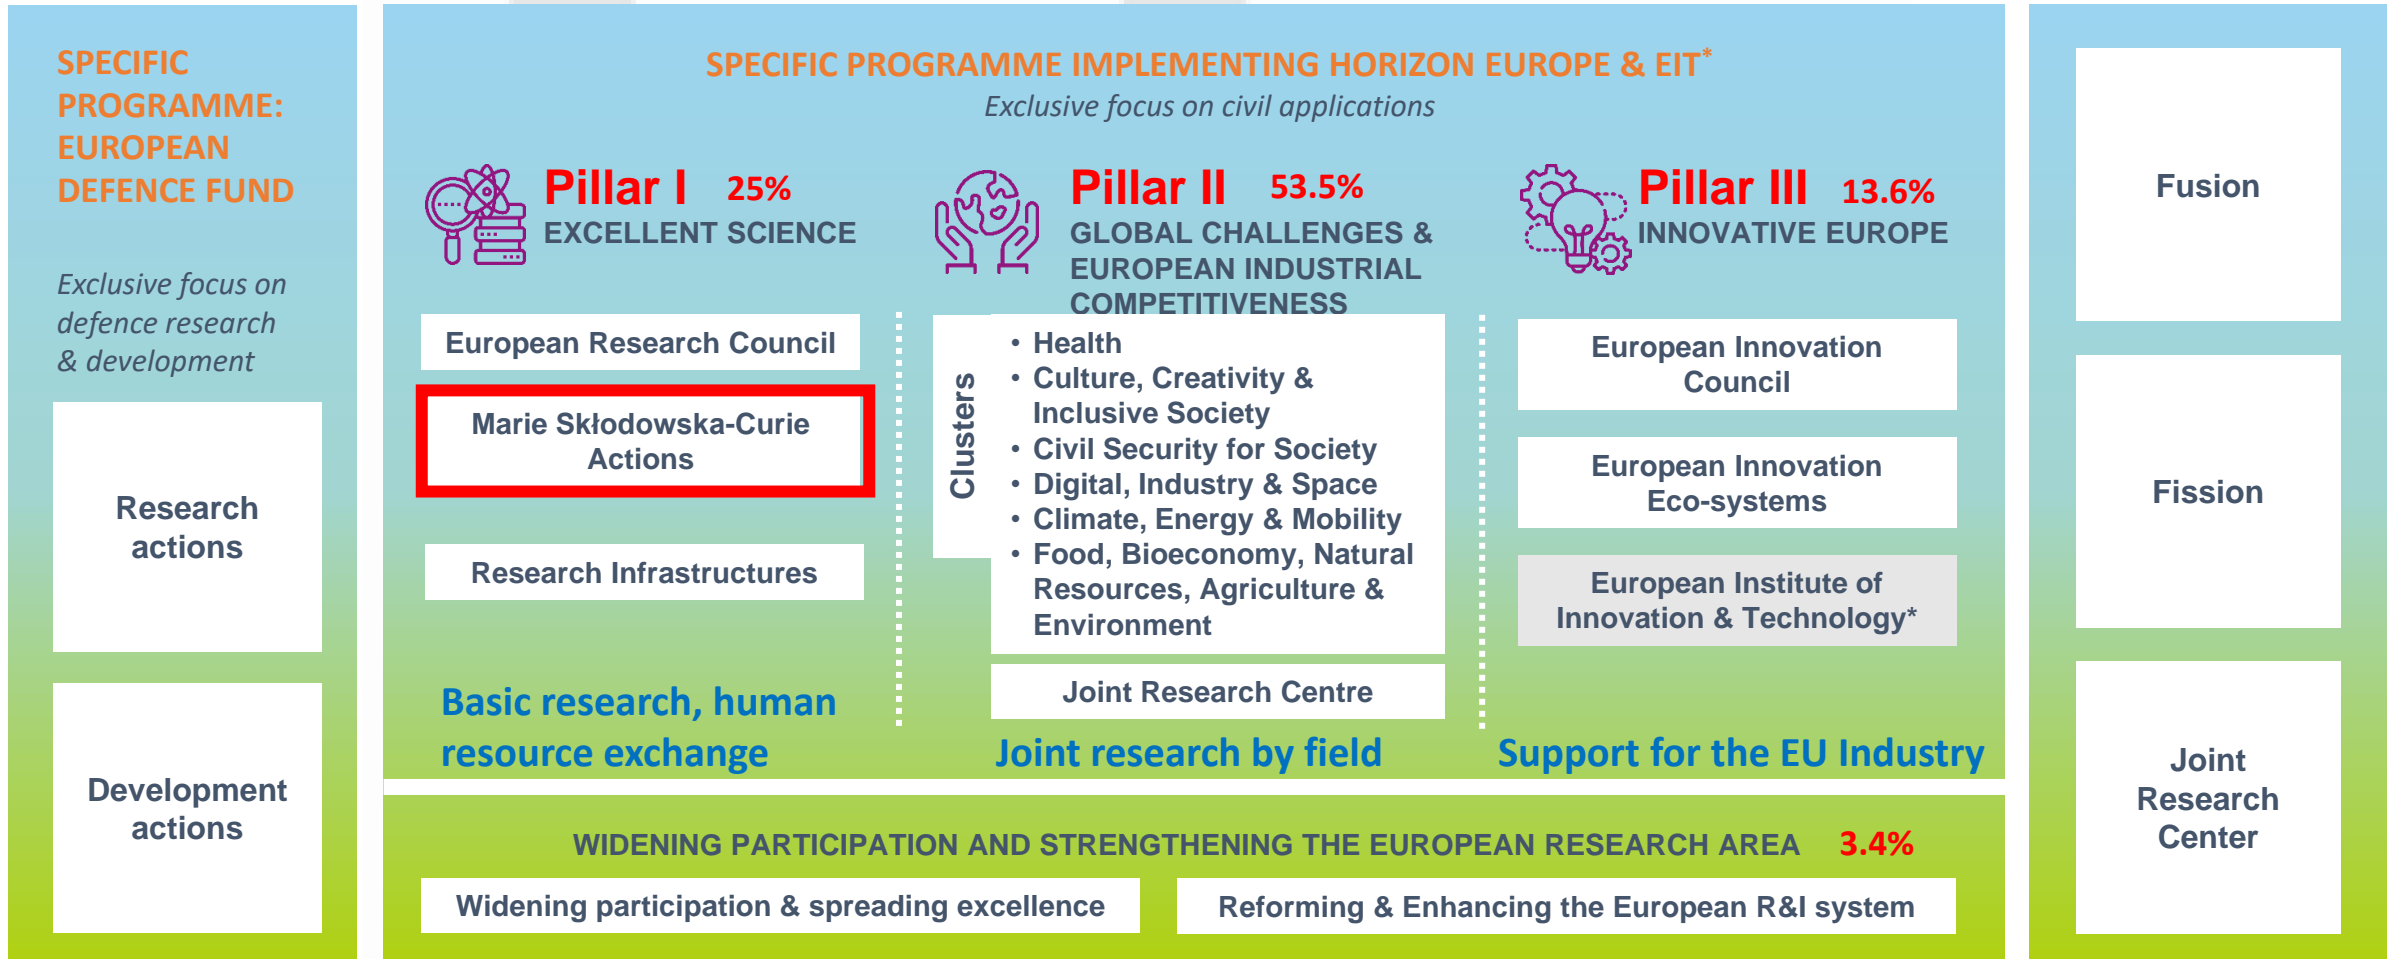 SPECIFIC
PROGRAMME:
EUROPEAN
DEFENCE FUND
Exclusive focus on
defence research
& development
Research
actions
Development
actions
SPECIFIC PROGRAMME IMPLEMENTING HORIZON EUROPE & EIT*
Exclusive focus on civil applications
Pillar I 25%
EXCELLENT SCIENCE
European Research Council
Marie Skłodowska-Curie
Actions
Research Infrastructures
Basic research, human
resource exchange
Pillar II 53.5%
GLOBAL CHALLENGES &
EUROPEAN INDUSTRIAL
COMPETITIVENESS
Clusters
• Health
• Culture, Creativity &
Inclusive Society
• Civil Security for Society
• Digital, Industry & Space
• Climate, Energy & Mobility
• Food, Bioeconomy, Natural
Resources, Agriculture &
Environment
Joint Research Centre
Joint research by field
Pillar III 13.6%
INNOVATIVE EUROPE
European Innovation
Council
European Innovation
Eco-systems
European Institute of
Innovation & Technology*
Support for the EU Industry
WIDENING PARTICIPATION AND STRENGTHENING THE EUROPEAN RESEARCH AREA 3.4%
Widening participation & spreading excellence
Reforming & Enhancing the European R&I system
Fusion
Fission
Joint
Research
Center